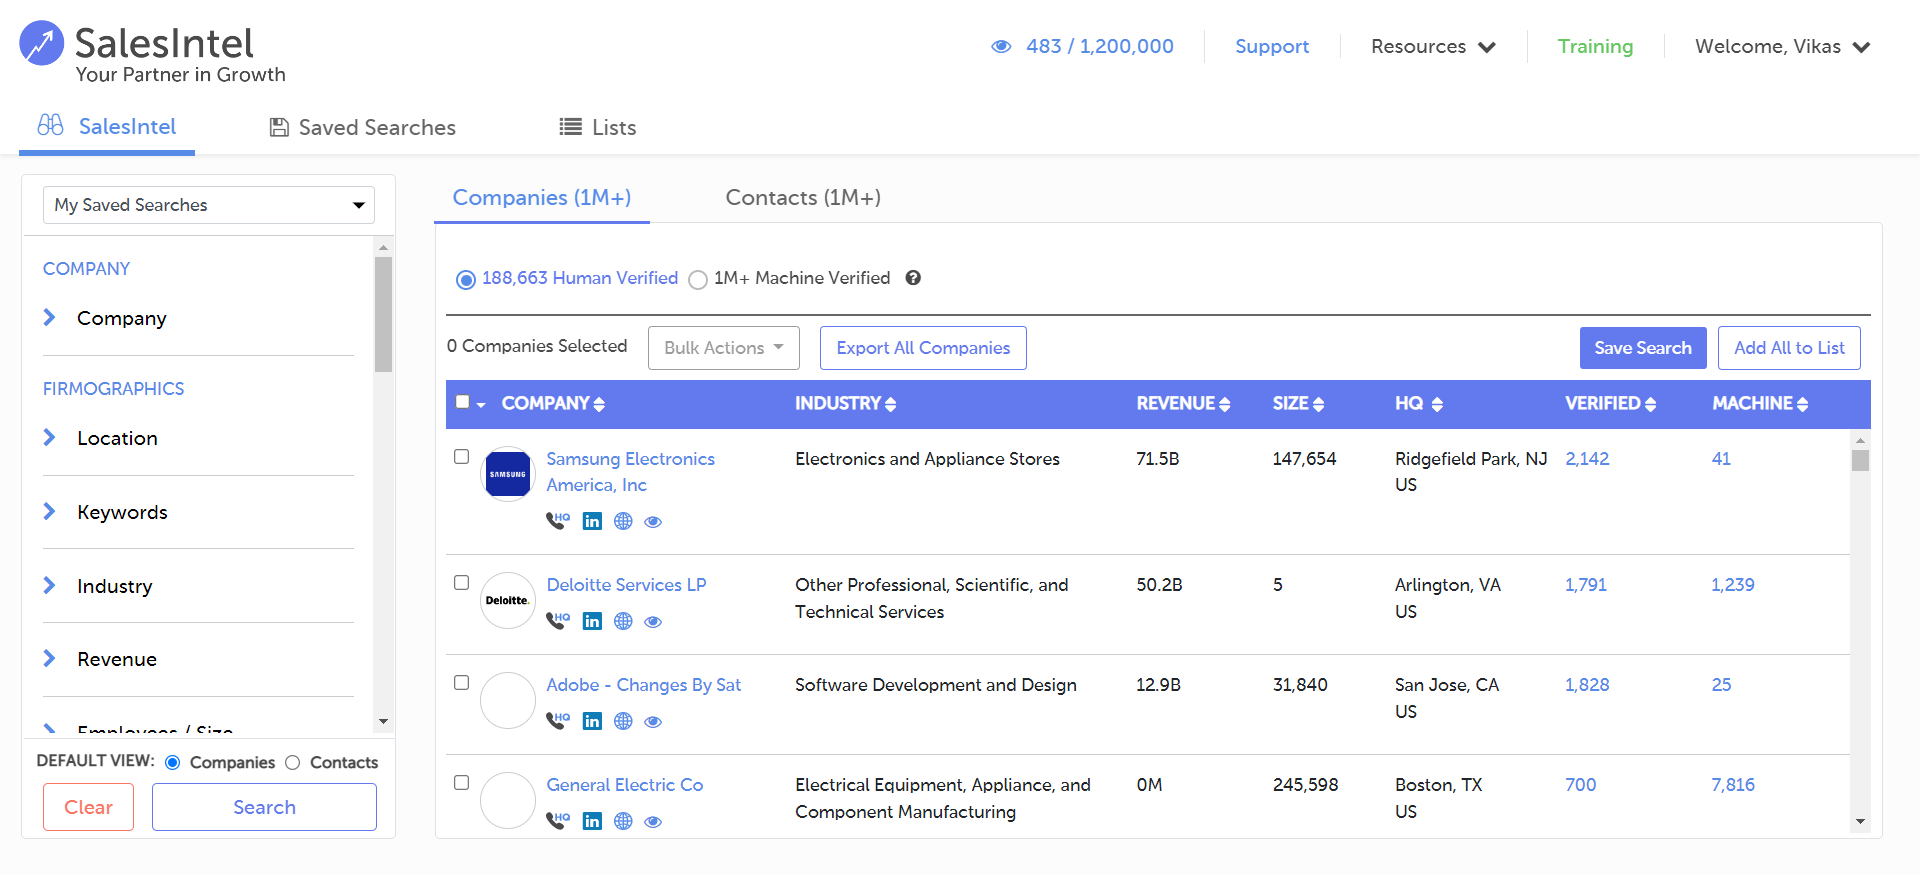 SalesIntel
Your Partner in Growth
483 / 1,200,000
Support
Resources
Training
Welcome, Vikas
SalesIntel
Saved Searches
Lists
My Saved Searches
COMPANY
Company
FIRMOGRAPHICS
Location
Keywords
Industry
Revenue
Employees / Size
DEFAULT VIEW: Companies Contacts
Clear
Search
Companies (1M+)
Contacts (1M+)
188,663 Human Verified
1M+ Machine Verified ?
0 Companies Selected
Bulk Actions
Export All Companies
Save Search
Add All to List
COMPANY INDUSTRY REVENUE SIZE HQ VERIFIED MACHINE
SAMSUNG
Samsung Electronics
America, Inc
HQ in
Electronics and Appliance Stores
71.5B
147,654
Ridgefield Park, NJ
US
2,142
41
Deloitte.
Deloitte Services LP
HQ in
Other Professional, Scientific, and
Technical Services
50.2B
5
Arlington, VA
US
1,791
1,239
Adobe - Changes By Sat
HQ in
Software Development and Design
12.9B
31,840
San Jose, CA
US
1,828
25
General Electric Co
HQ in
Electrical Equipment, Appliance, and
Component Manufacturing
0M
245,598
Boston, TX
US
700
7,816